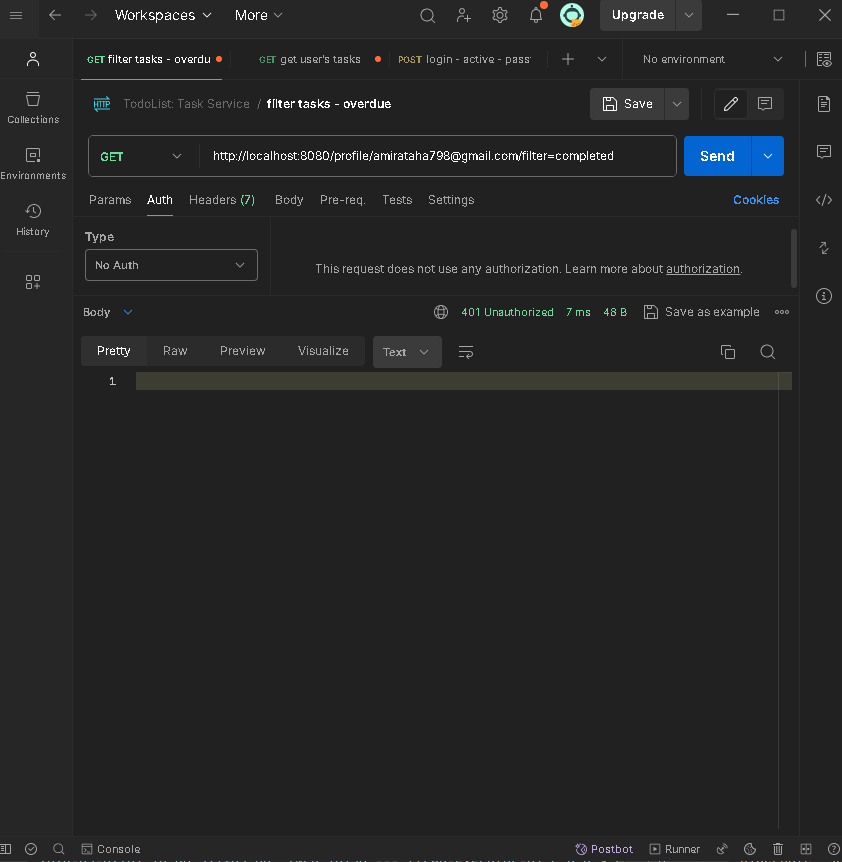 Workspaces More Upgrade
GET filter tasks - overdu GET get user's tasks POST login - active - pass No environment
HTTP TodoList: Task Service / filter tasks - overdue Save
Collections
GET http://localhost:8080/profile/amirataha798@gmail.com/filter=completed Send
Environments
Params Auth Headers (7) Body Pre-req. Tests Settings Cookies
History
Type
No Auth
This request does not use any authorization. Learn more about authorization.
Body 401 Unauthorized 7 ms 48 B Save as example
Pretty Raw Preview Visualize Text
1
Console Postbot Runner